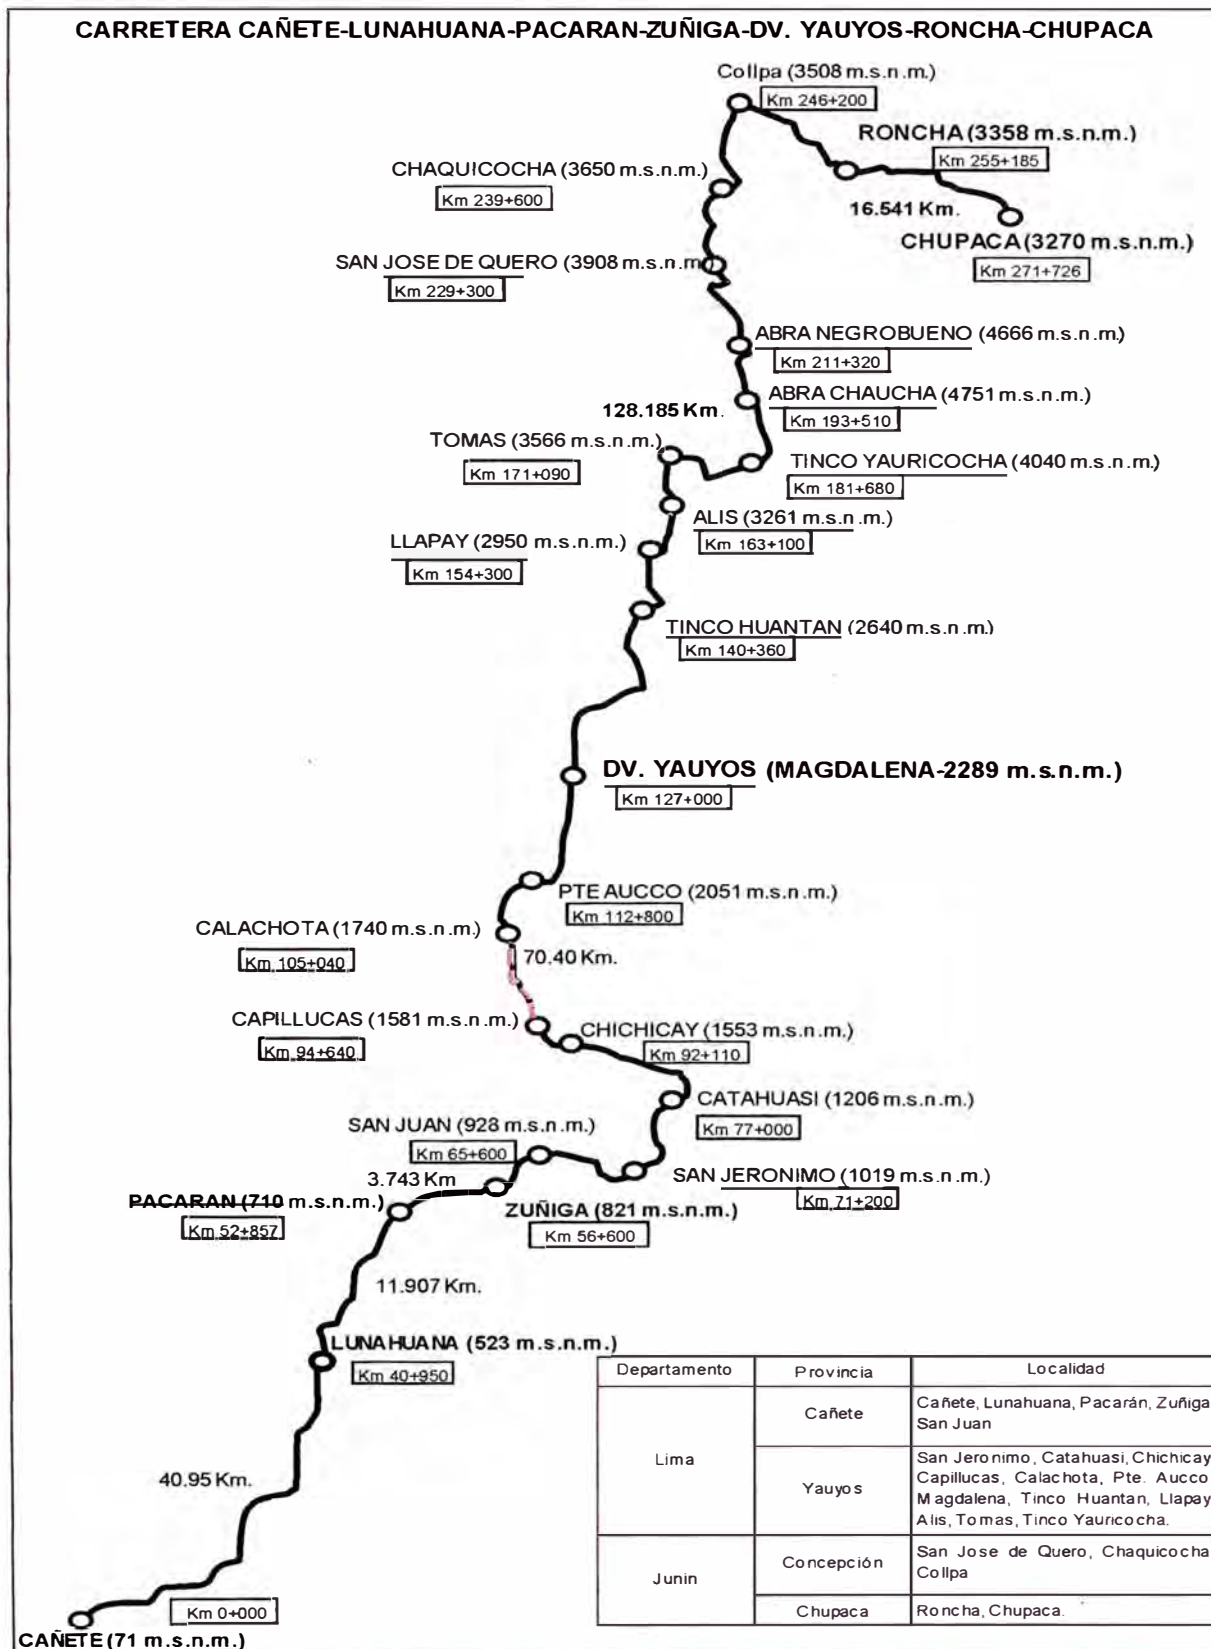 CARRETERA CAÑETE-LUNAHUANA-PACARAN-ZUÑIGA-DV. YAUYOS-RONCHA-CHUPACA
Collpa (3508 m.s.n.m.)
Km 246+200
RONCHA (3358 m.s.n.m.)
Km 255+185
CHAQUICOCHA (3650 m.s.n.m.)
Km 239+600
16.541 Km.
CHUPACA (3270 m.s.n.m.)
Km 271+726
SAN JOSE DE QUERO (3908 m.s.n.m
Km 229+300
ABRA NEGROBUENO (4666 m.s.n.m.)
Km 211+320
ABRA CHAUCHA (4751 m.s.n.m.)
Km 193+510
128.185 Km.
TOMAS (3566 m.s.n.m.)
Km 171+090
TINCO YAURICOCHA (4040 m.s.n.m.)
Km 181+680
ALIS (3261 m.s.n.m.)
Km 163+100
LLAPAY (2950 m.s.n.m.)
Km 154+300
TINCO HUANTAN (2640 m.s.n.m.)
Km 140+360
DV. YAUYOS (MAGDALENA-2289 m.s.n.m.)
Km 127+000
PTE AUCCO (2051 m.s.n.m.)
Km 112+800
CALACHOTA (1740 m.s.n.m.)
Km 105+040
70.40 Km.
CAPILLUCAS (1581 m.s.n.m.)
Km 94+640
CHICHICAY (1553 m.s.n.m.)
Km 92+110
CATAHUASI (1206 m.s.n.m.)
Km 77+000
SAN JUAN (928 m.s.n.m.)
Km 65+600
SAN JERONIMO (1019 m.s.n.m.)
Km 71+200
3.743 Km
PACARAN (710 m.s.n.m.)
Km 52+857
ZUÑIGA (821 m.s.n.m.)
Km 56+600
11.907 Km.
LUNAHUANA (523 m.s.n.m.)
Km 40+950
40.95 Km.
Km 0+000
CAÑETE (71 m.s.n.m.)
Departamento Provincia Localidad
Lima
Cañete
Cañete, Lunahuana, Pacarán, Zuñiga
San Juan
Yauyos
San Jeronimo, Catahuasi, Chichicay
Capillucas, Calachota, Pte. Aucco
Magdalena, Tinco Huantan, Llapay
Alis, Tomas, Tinco Yauricocha.
Junin
Concepción
San Jose de Quero, Chaquicocha
Collpa
Chupaca
Roncha, Chupaca.